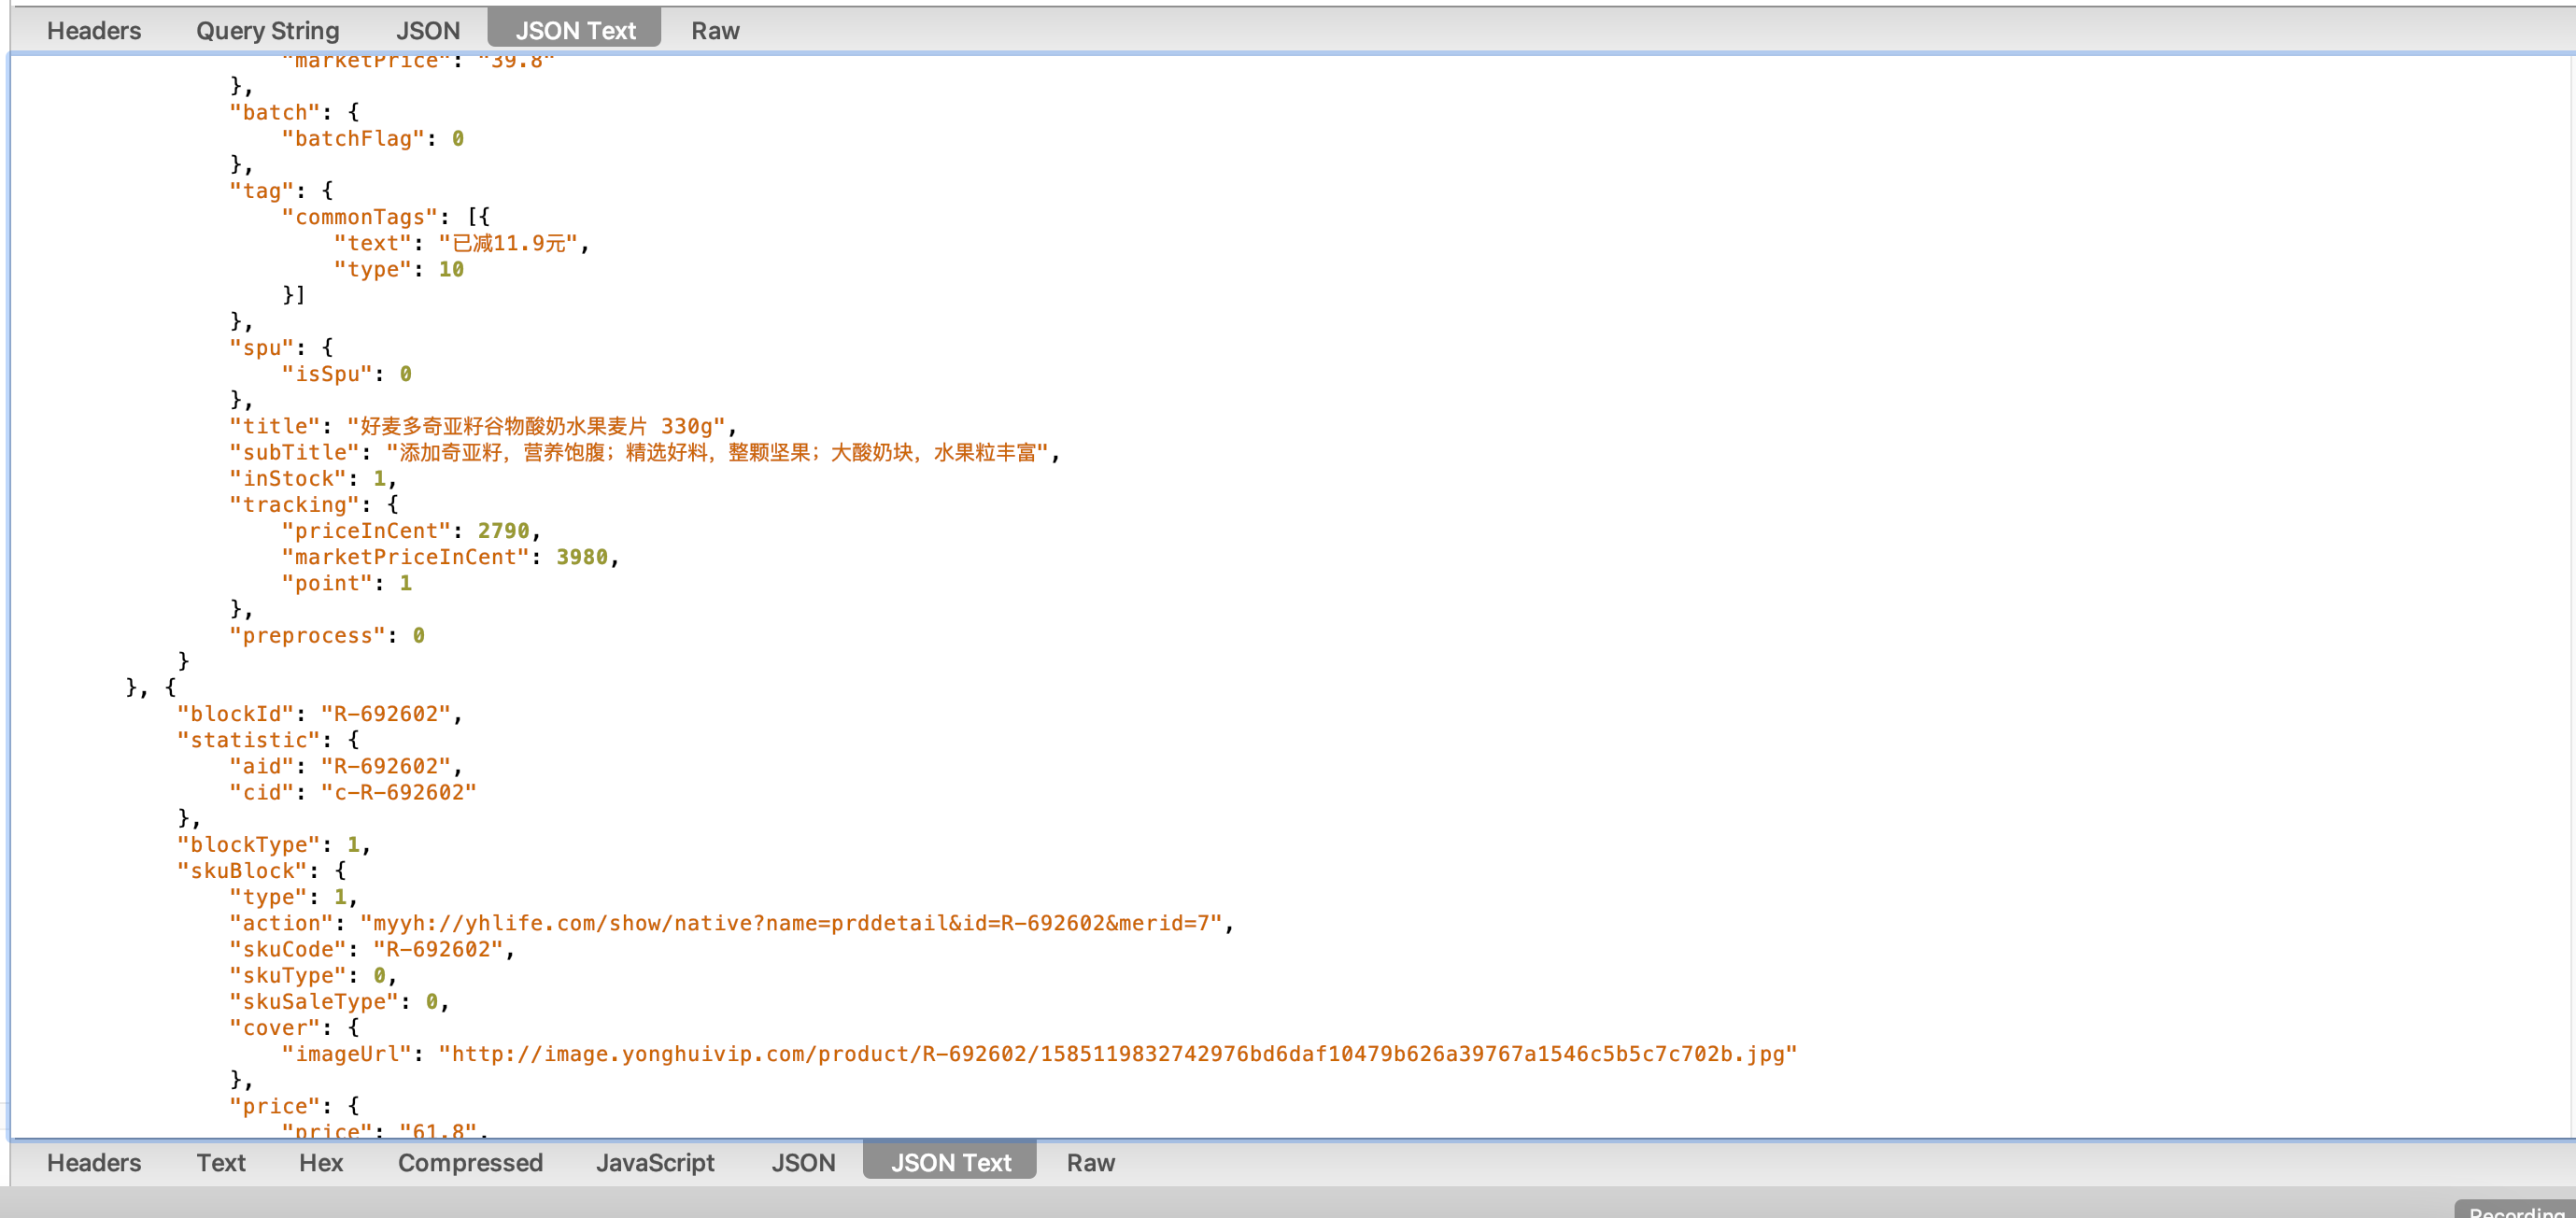 Headers Query String JSON JSON Text Raw
"marketPrice": "39.8"
},
"batch": {
"batchFlag": 0
},
"tag": {
"commonTags": [{
"text": "已减11.9元",
"type": 10
}]
},
"spu": {
"isSpu": 0
},
"title": "好麦多奇亚籽谷物酸奶水果麦片 330g",
"subTitle": "添加奇亚籽，营养饱腹；精选好料，整颗坚果；大酸奶块，水果粒丰富",
"inStock": 1,
"tracking": {
"priceInCent": 2790,
"marketPriceInCent": 3980,
"point": 1
},
"preprocess": 0
}
}, {
"blockId": "R-692602",
"statistic": {
"aid": "R-692602",
"cid": "c-R-692602"
},
"blockType": 1,
"skuBlock": {
"type": 1,
"action": "myyh://yhlife.com/show/native?name=prddetail&id=R-692602&merid=7",
"skuCode": "R-692602",
"skuType": 0,
"skuSaleType": 0,
"cover": {
"imageUrl": "http://image.yonghuivip.com/product/R-692602/1585119832742976bd6daf10479b626a39767a1546c5b5c7c702b.jpg"
},
"price": {
"price": "61.8",
Headers Text Hex Compressed JavaScript JSON JSON Text Raw
Recording